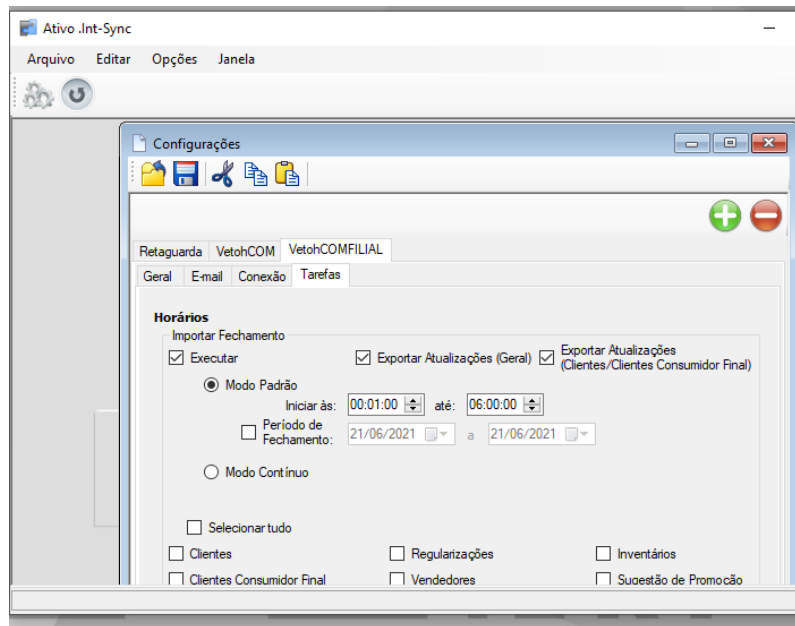 Ativo .Int-Sync
Arquivo Editar Opções Janela
Configurações
Retaguarda VetohCOM VetohCOMFILIAL
Geral E-mail Conexão Tarefas
Horários
Importar Fechamento
Executar Exportar Atualizações (Geral) Exportar Atualizações
(Clientes/Clientes Consumidor Final)
Modo Padrão
Iniciar às: 00:01:00 até: 06:00:00
Período de
Fechamento: 21/06/2021 a 21/06/2021
Modo Contínuo
Selecionar tudo
Clientes Regularizações Inventários
Clientes Consumidor Final Vendedores Sugestão de Promoção